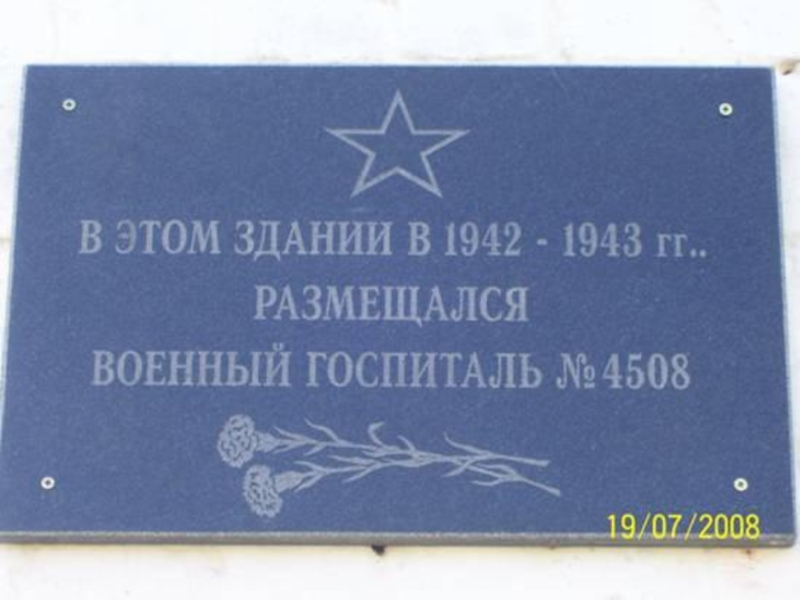 В ЭТОМ ЗДАНИИ В 1942 - 1943 гг..
РАЗМЕЩАЛСЯ
ВОЕННЫЙ ГОСПИТАЛЬ №4508
19/07/2008